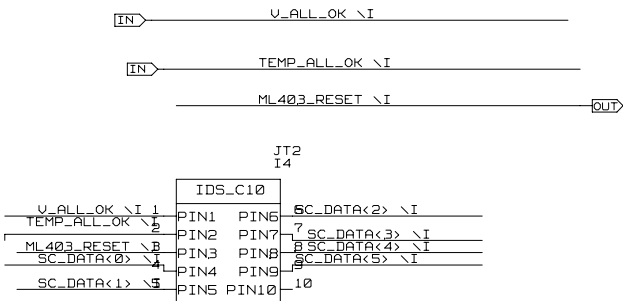 IN V_ALL_OK \I
IN TEMP_ALL_OK \I
ML403_RESET \I OUT
JT2
I4
IDS_C10
V_ALL_OK \I 1 PIN1 PIN6 6 SC_DATA<2> \I
TEMP_ALL_OK \I 2 PIN2 PIN7 7 SC_DATA<3> \I
ML403_RESET \I 3 PIN3 PIN8 8 SC_DATA<4> \I
SC_DATA<0> \I 4 PIN4 PIN9 9 SC_DATA<5> \I
SC_DATA<1> \I 5 PIN5 PIN10 10